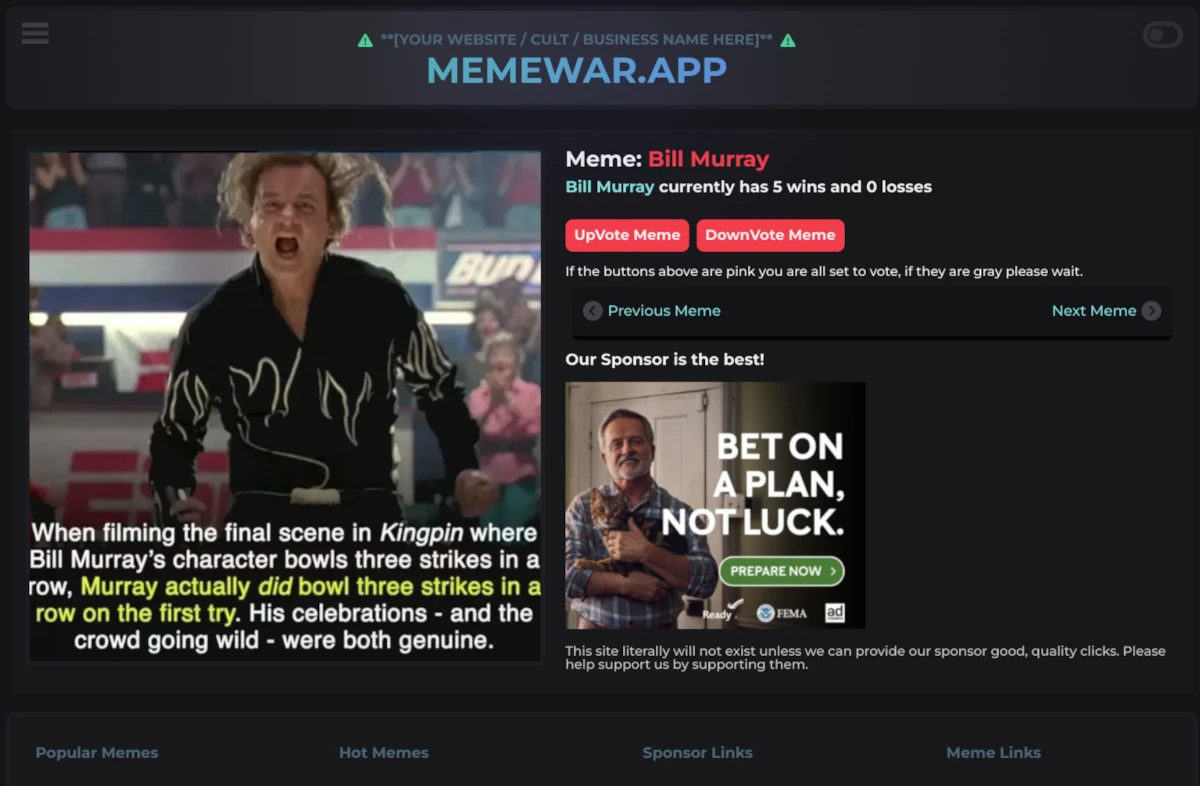 **[YOUR WEBSITE / CULT / BUSINESS NAME HERE]**
MEMEWAR.APP
Meme: Bill Murray
Bill Murray currently has 5 wins and 0 losses
UpVote Meme
DownVote Meme
If the buttons above are pink you are all set to vote, if they are gray please wait.
Previous Meme
Next Meme
Our Sponsor is the best!
BUD
When filming the final scene in Kingpin where
Bill Murray's character bowls three strikes in a
row, Murray actually did bowl three strikes in a
row on the first try. His celebrations - and the
crowd going wild - were both genuine.
BET ON
A PLAN,
NOT LUCK.
PREPARE NOW >
Ready
FEMA
ad
This site literally will not exist unless we can provide our sponsor good, quality clicks. Please
help support us by supporting them.
Popular Memes
Hot Memes
Sponsor Links
Meme Links